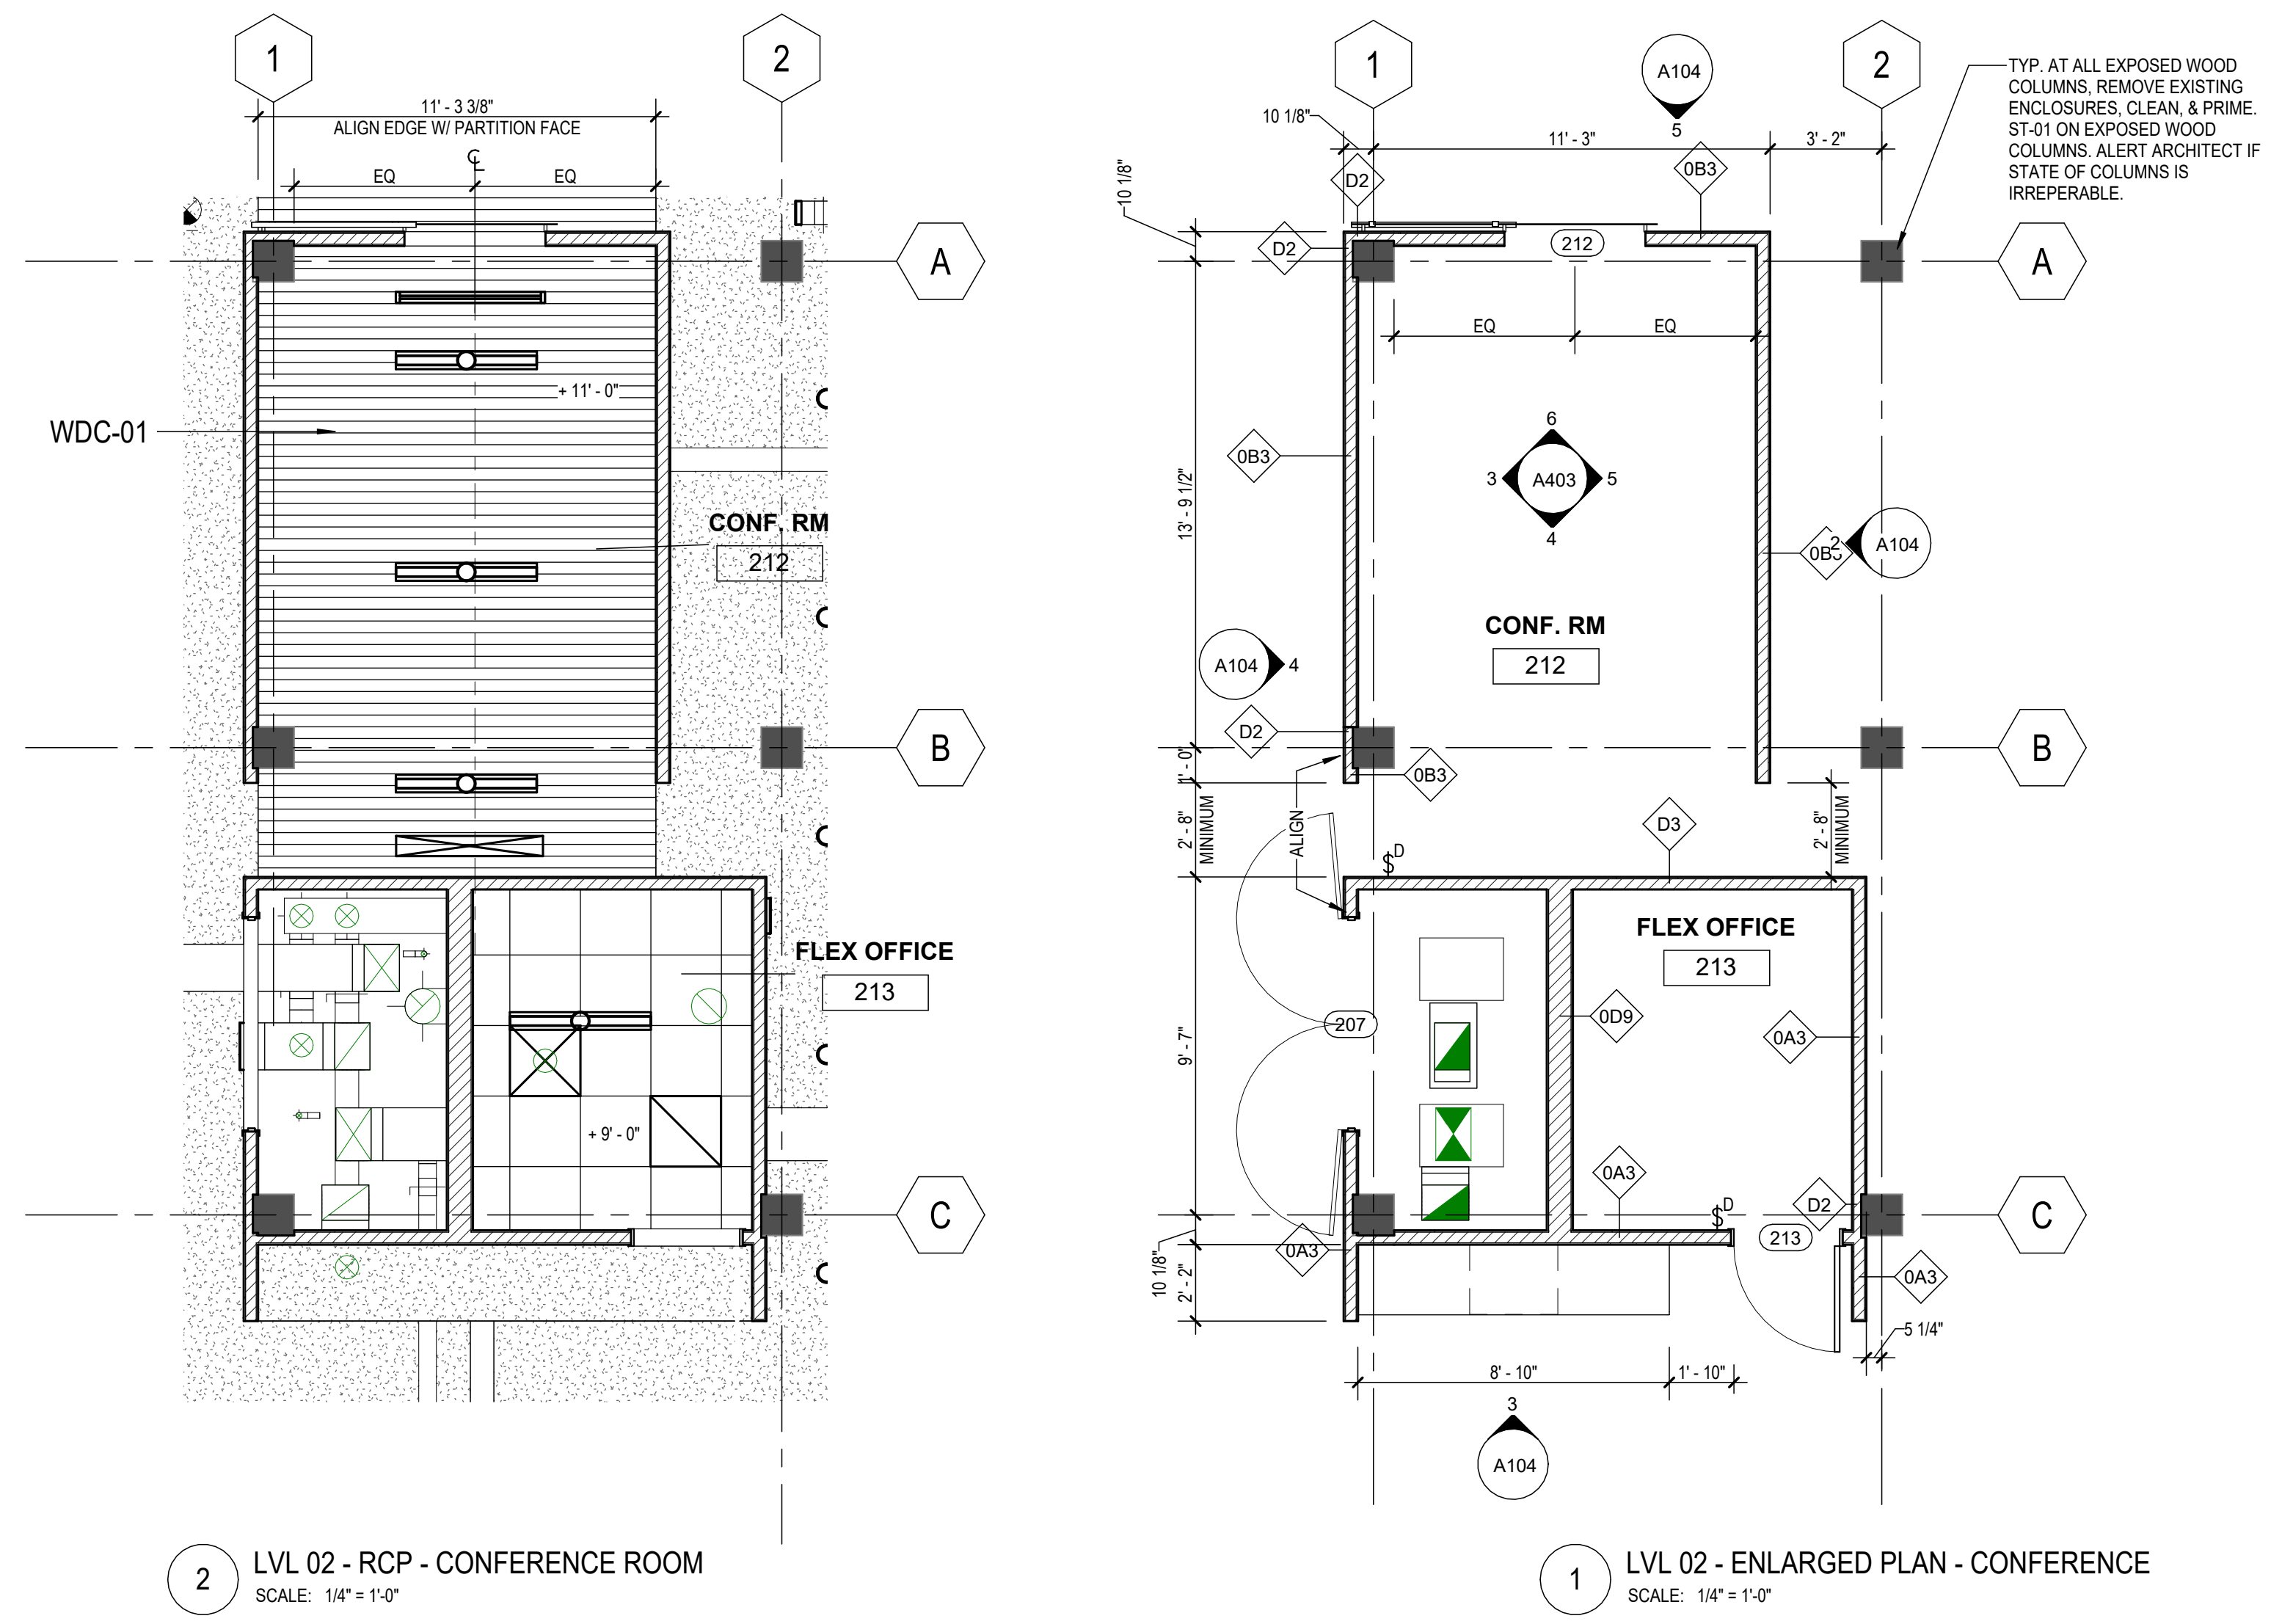 1
2
11' - 3 3/8"
ALIGN EDGE W/ PARTITION FACE
C L
EQ
EQ
A
+ 11' - 0"
WDC-01
CONF. RM
212
B
FLEX OFFICE
213
+ 9' - 0"
C
2
LVL 02 - RCP - CONFERENCE ROOM
SCALE: 1/4" = 1'-0"
1
2
A104
5
TYP. AT ALL EXPOSED WOOD
COLUMNS, REMOVE EXISTING
ENCLOSURES, CLEAN, & PRIME.
ST-01 ON EXPOSED WOOD
COLUMNS. ALERT ARCHITECT IF
STATE OF COLUMNS IS
IRREPERABLE.
10 1/8"
11' - 3"
3' - 2"
10 1/8"
D2
0B3
D2
212
A
EQ
EQ
6
3
A403
5
4
0B3
13' - 9 1/2"
2
A104
CONF. RM
212
A104
4
D2
B
1' - 0"
0B3
2' - 8"
MINIMUM
ALIGN
D3
2' - 8"
MINIMUM
$D
FLEX OFFICE
213
207
0D9
0A3
9' - 7"
0A3
D2
$D
C
213
0A3
10 1/8"
2' - 2"
0A3
5 1/4"
8' - 10"
1' - 10"
3
A104
1
LVL 02 - ENLARGED PLAN - CONFERENCE
SCALE: 1/4" = 1'-0"